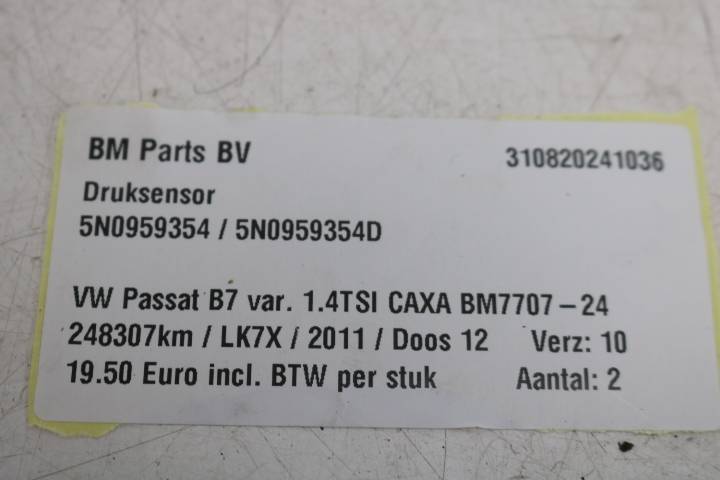 BM Parts BV 310820241036
Druksensor
5N0959354 / 5N0959354D
VW Passat B7 var. 1.4TSI CAXA BM7707-24
248307km / LK7X / 2011 / Doos 12 Verz: 10
19.50 Euro incl. BTW per stuk Aantal: 2